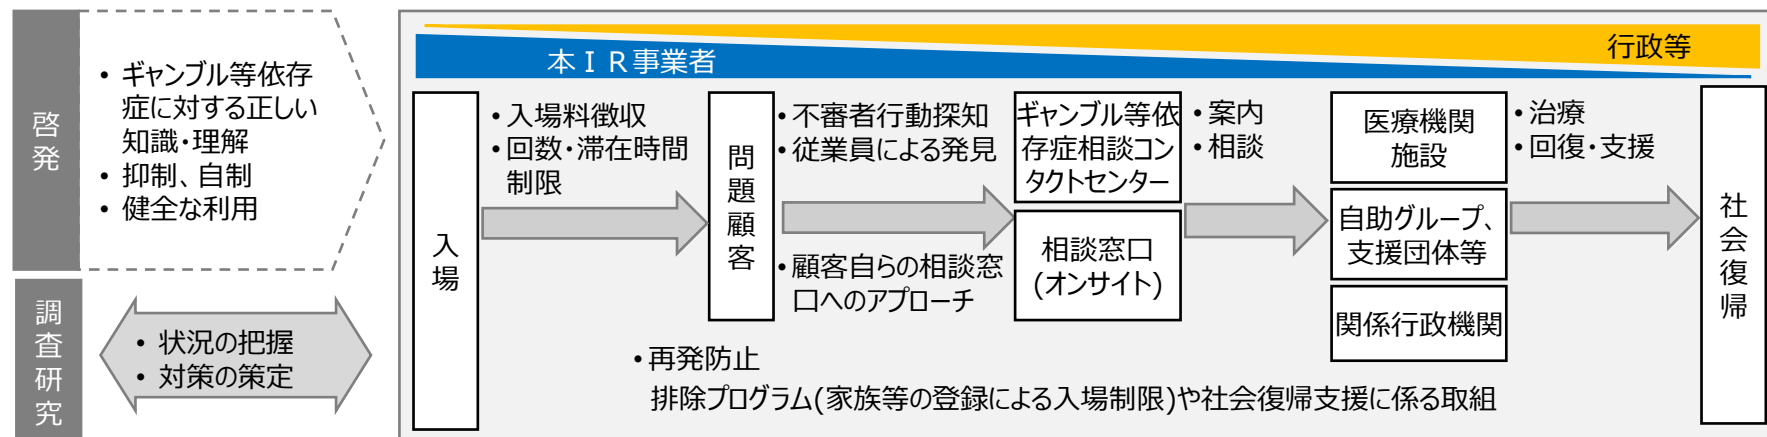 啓発
• ギャンブル等依存
症に対する正しい
知識・理解
• 抑制、自制
• 健全な利用
調査研究
• 状況の把握
• 対策の策定
行政等
本ＩＲ事業者
入場
• 入場料徴収
• 回数・滞在時間
制限
問題顧客
• 不審者行動探知
• 従業員による発見
• 顧客自らの相談窓
口へのアプローチ
ギャンブル等依
存症相談コン
タクトセンター
相談窓口
(オンサイト)
• 案内
• 相談
医療機関
施設
自助グループ、
支援団体等
関係行政機関
• 治療
• 回復・支援
社会復帰
• 再発防止
排除プログラム(家族等の登録による入場制限)や社会復帰支援に係る取組